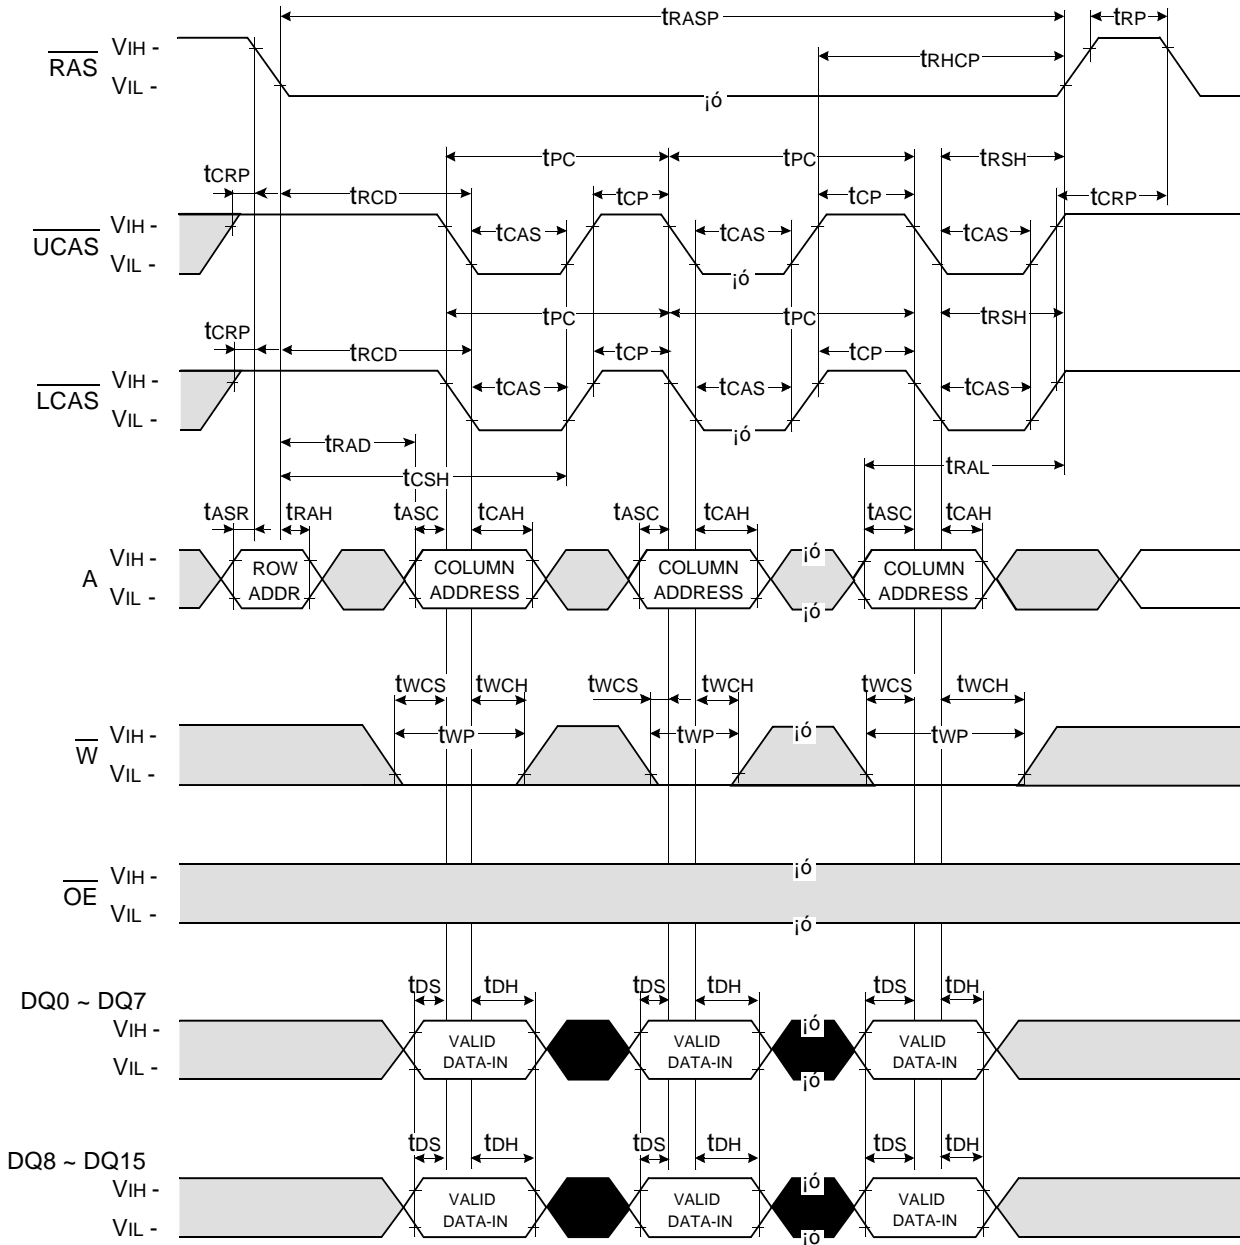 tRASP tRP
RAS VIH -
VIL -
tRHCP
¡ó
tPC tPC tRSH
tCRP tRCD tCP tCP tCRP
UCAS VIH -
VIL -
tCAS tCAS tCAS
¡ó
tPC tPC tRSH
tCRP tRCD tCP tCP
LCAS VIH -
VIL -
tCAS tCAS tCAS
¡ó
tRAD
tCSH tRAL
tASR tRAH tASC tCAH tASC tCAH tASC tCAH
A VIH -
VIL -
ROW ADDR
COLUMN ADDRESS
COLUMN ADDRESS
¡ó
¡ó
COLUMN ADDRESS
tWCS tWCH tWCS tWCH tWCS tWCH
W VIH -
VIL -
tWP tWP ¡ó tWP
OE VIH -
VIL -
¡ó
¡ó
tDS tDH tDS tDH tDS tDH
DQ0 ~ DQ7
VIH -
VIL -
VALID DATA-IN
VALID DATA-IN
¡ó
¡ó
VALID DATA-IN
tDS tDH tDS tDH tDS tDH
DQ8 ~ DQ15
VIH -
VIL -
VALID DATA-IN
VALID DATA-IN
¡ó
¡ó
VALID DATA-IN